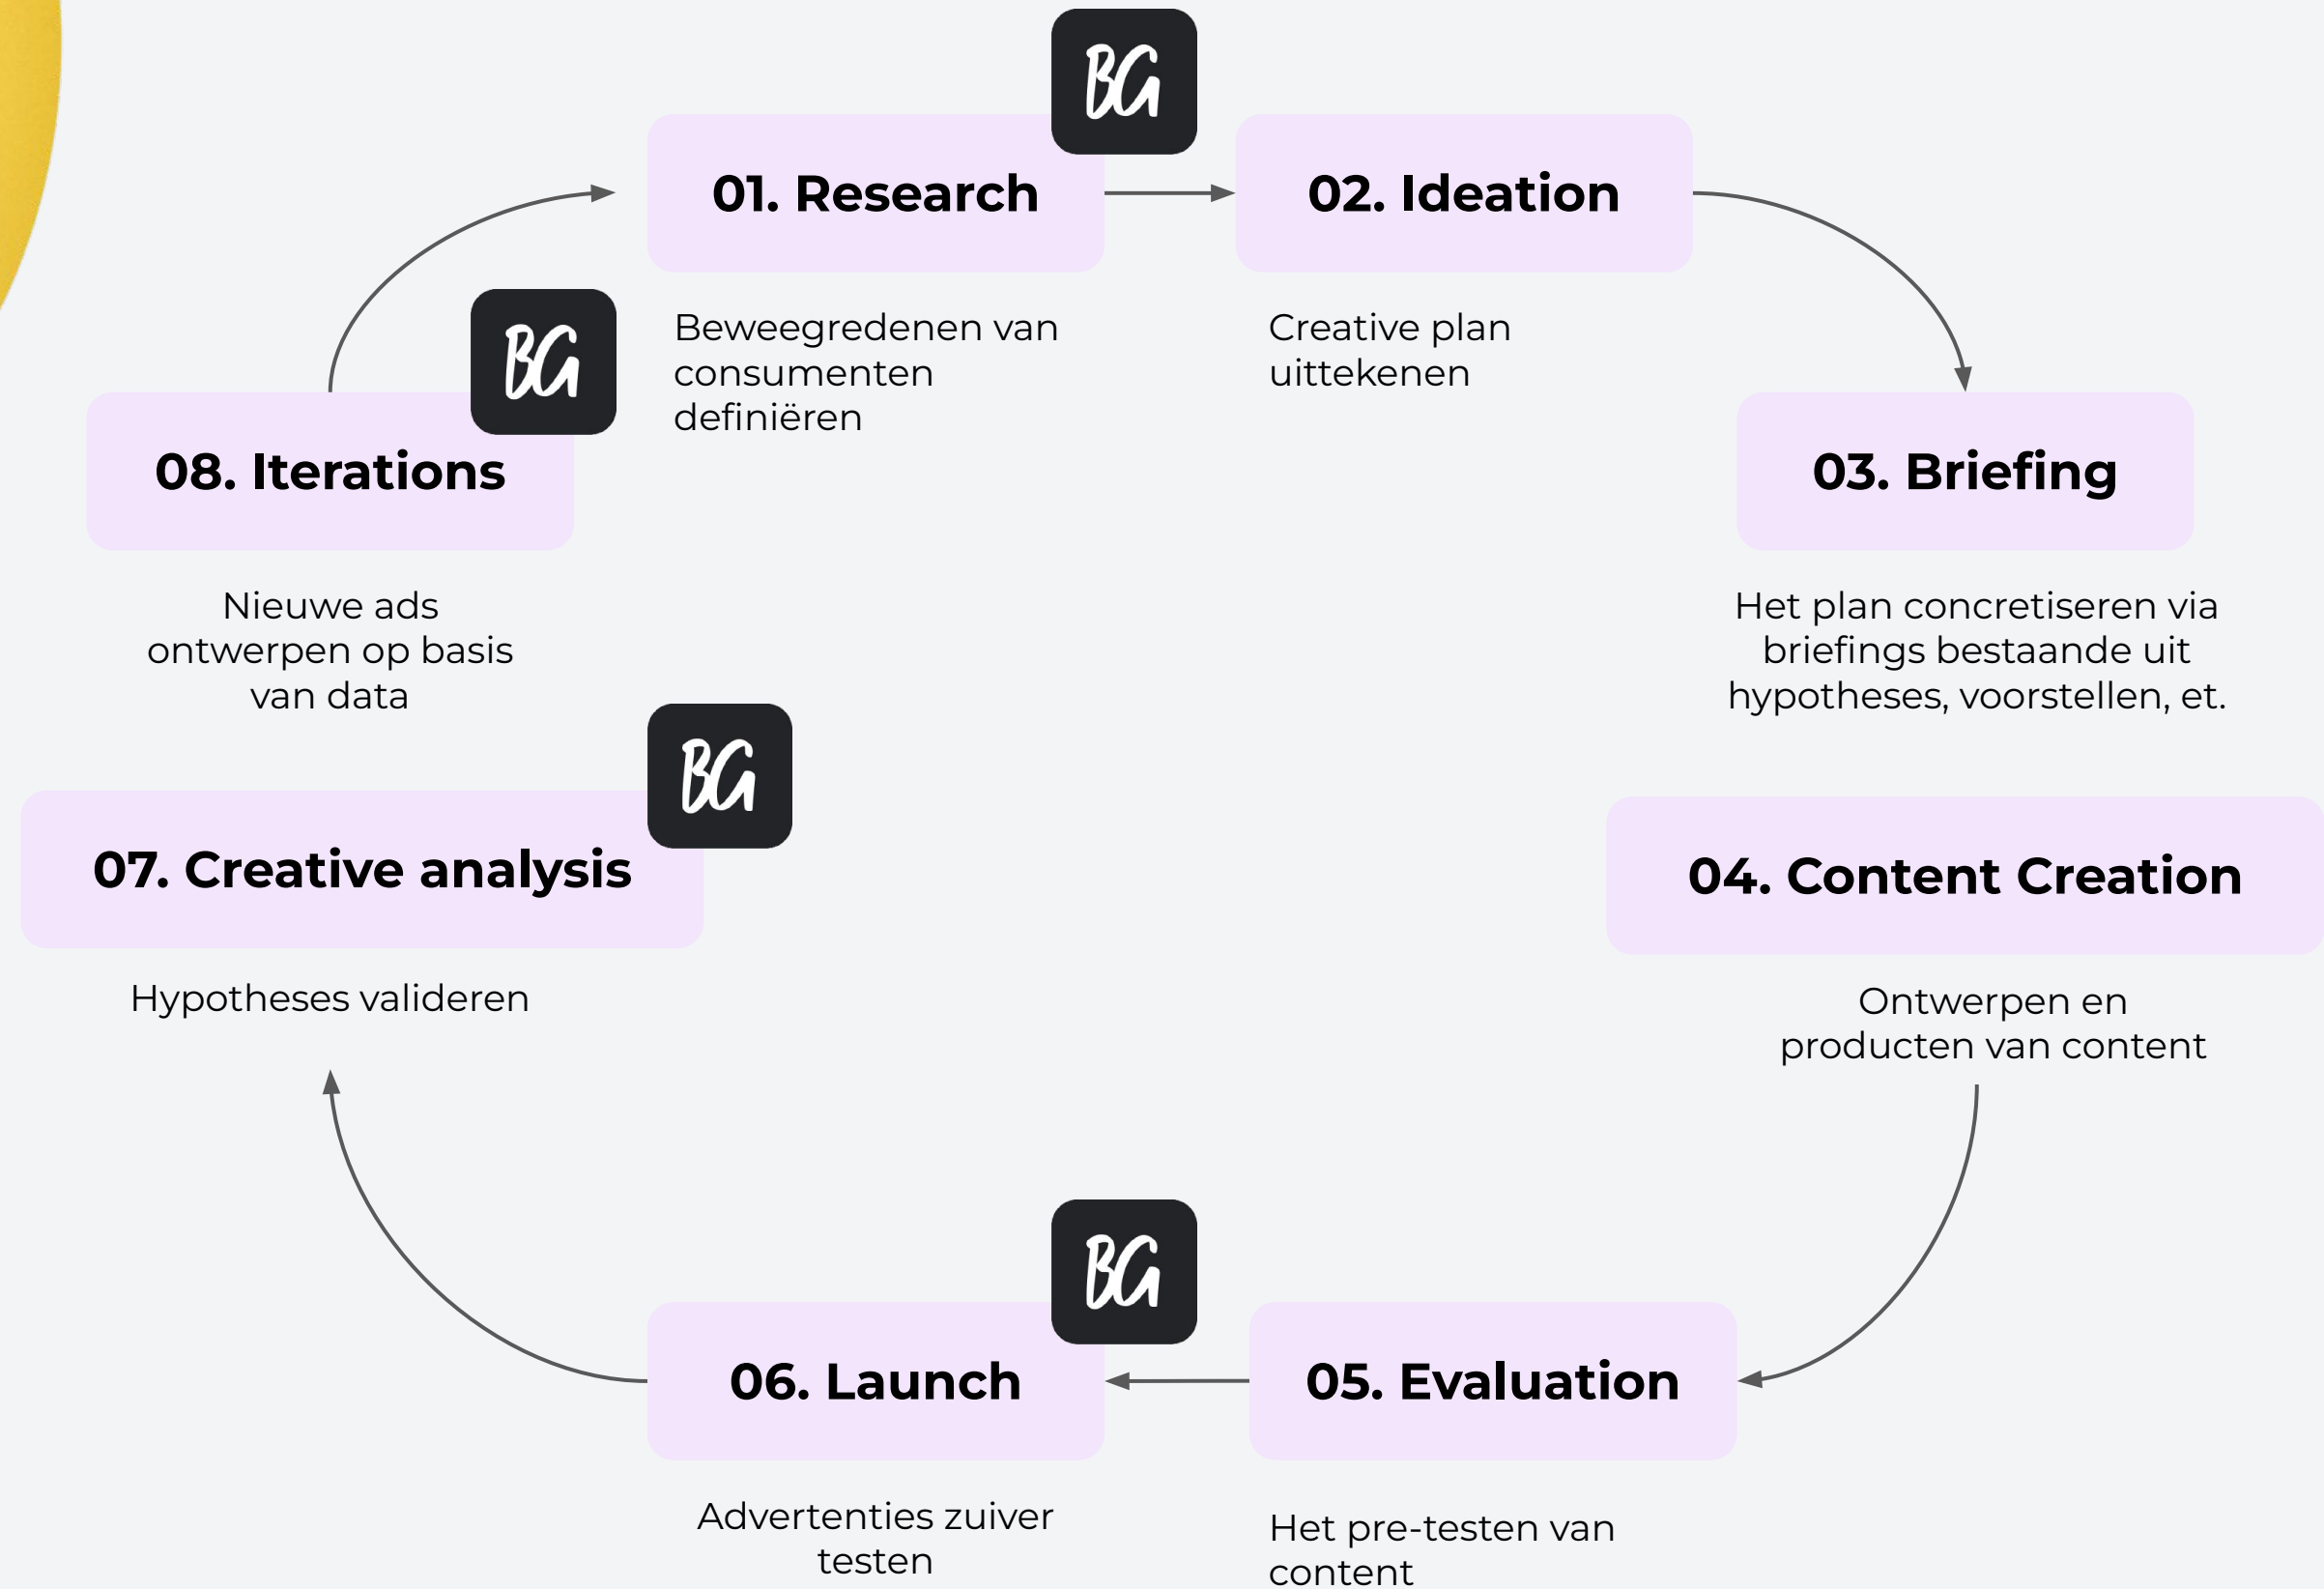 BG
01. Research
Beweegredenen van
consumenten
definiëren
02. Ideation
Creative plan
uittekenen
03. Briefing
Het plan concretiseren via
briefings bestaande uit
hypotheses, voorstellen, et.
04. Content Creation
Ontwerpen en
producten van content
05. Evaluation
Het pre-testen van
content
BG
06. Launch
Advertenties zuiver
testen
BG
07. Creative analysis
Hypotheses valideren
BG
08. Iterations
Nieuwe ads
ontwerpen op basis
van data